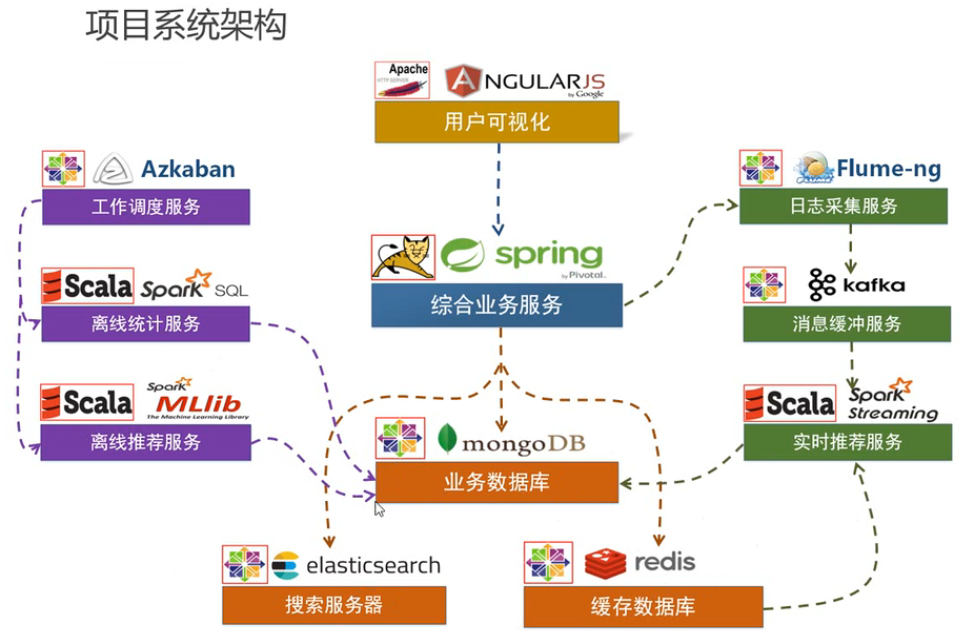 项目系统架构
Apache
HTTP SERVER
ANGULARJS
by Google
用户可视化
Azkaban
工作调度服务
Flume-ng
日志采集服务
spring
by Pivotal.
综合业务服务
Scala
Spark SQL
离线统计服务
kafka
消息缓冲服务
Scala
Spark
MLlib
The Machine Learning Library
离线推荐服务
mongoDB
业务数据库
Scala
Spark
Streaming
实时推荐服务
elasticsearch
搜索服务器
redis
缓存数据库